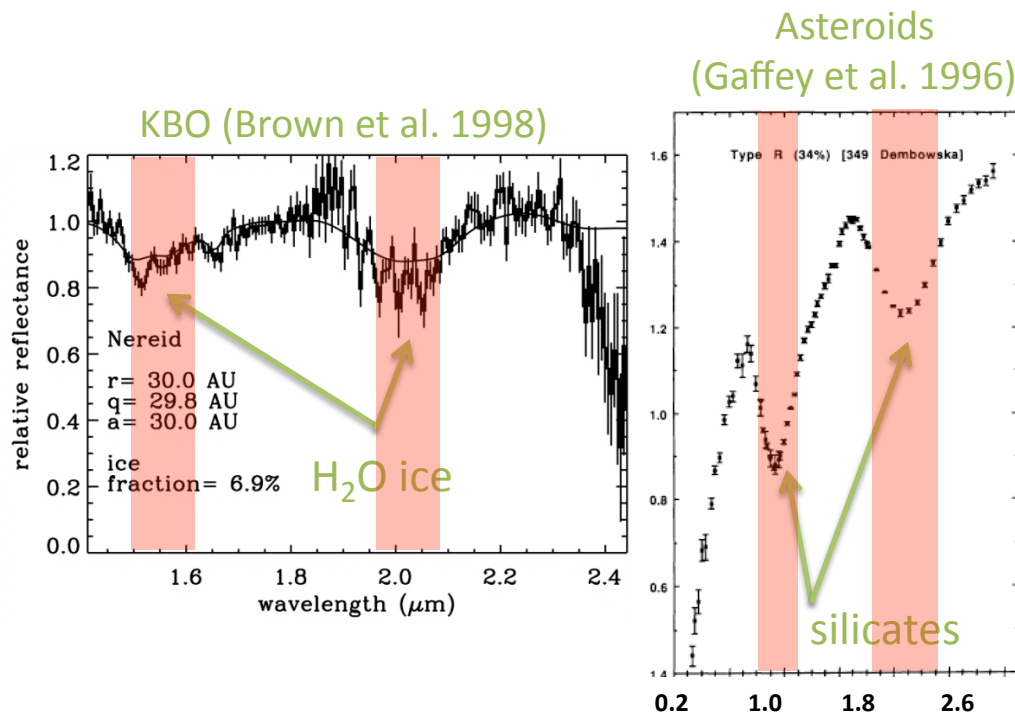 Asteroids
(Gaffey et al. 1996)
KBO (Brown et al. 1998)
1.2
1.0
0.8
0.6
0.4
0.2
0.0
relative reflectance
Nereid
r= 30.0 AU
q= 29.8 AU
a= 30.0 AU
ice
fraction= 6.9%
H₂O ice
1.6
1.8
2.0
2.2
2.4
wavelength (μm)
Type R (34%) [349 Dembowska]
1.6
1.4
1.2
1.0
0.8
0.6
1.4
silicates
0.2
1.0
1.8
2.6